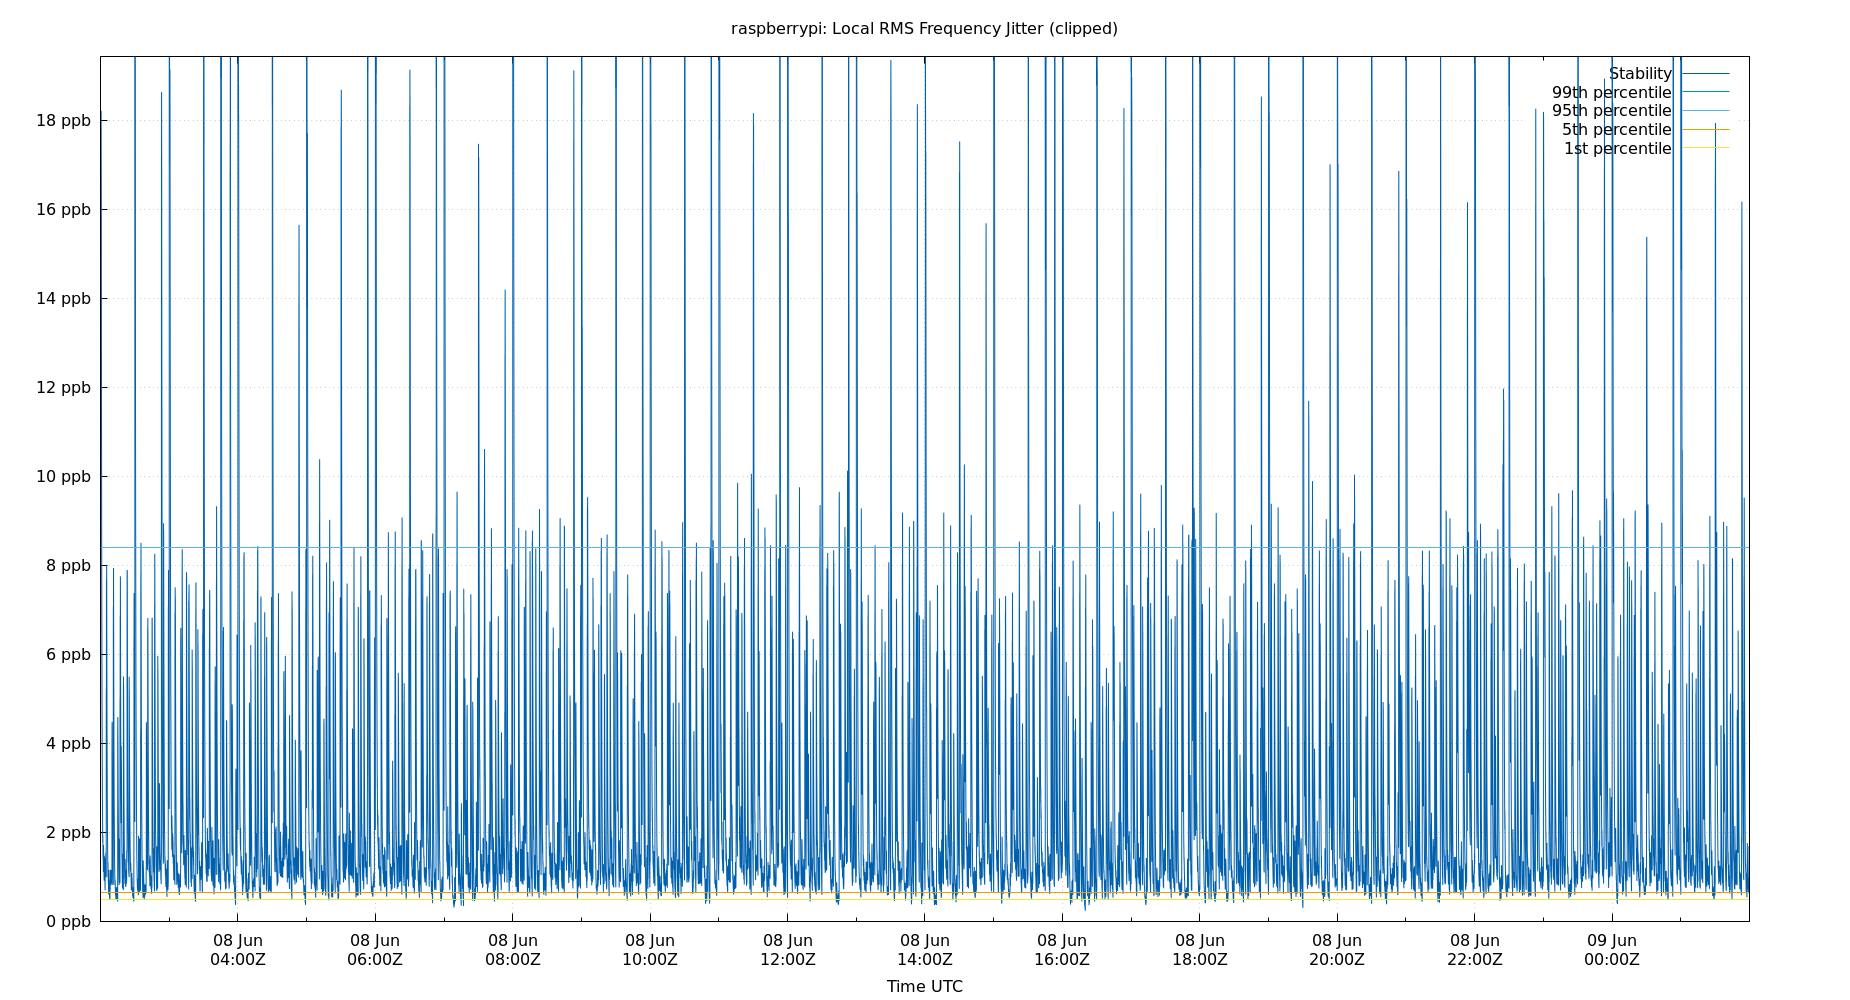 raspberrypi: Local RMS Frequency Jitter (clipped)
Stability
99th percentile
95th percentile
5th percentile
1st percentile
18 ppb
16 ppb
14 ppb
12 ppb
10 ppb
8 ppb
6 ppb
4 ppb
2 ppb
0 ppb
08 Jun 08 Jun 08 Jun 08 Jun 08 Jun 08 Jun 08 Jun 08 Jun 08 Jun 08 Jun 09 Jun
04:00Z 06:00Z 08:00Z 10:00Z 12:00Z 14:00Z 16:00Z 18:00Z 20:00Z 22:00Z 00:00Z
Time UTC